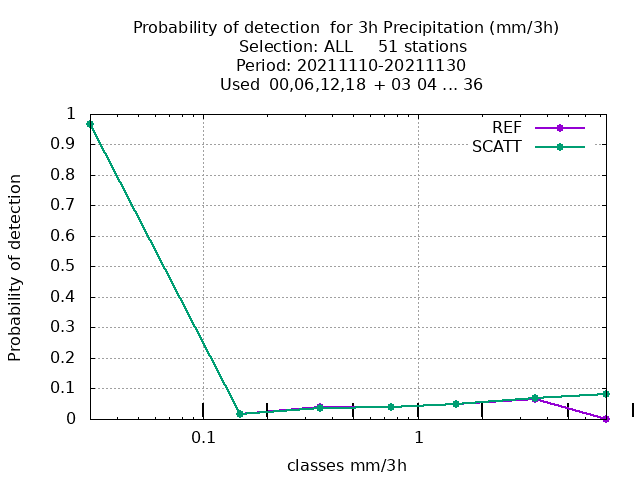 Probability of detection  for 3h Precipitation (mm/3h)
Selection: ALL     51 stations
Period: 20211110-20211130
Used  00,06,12,18  + 03 04 ... 36
REF
SCATT
1
0.9
0.8
0.7
0.6
0.5
0.4
0.3
0.2
0.1
0
Probability of detection
0.1 1
classes mm/3h